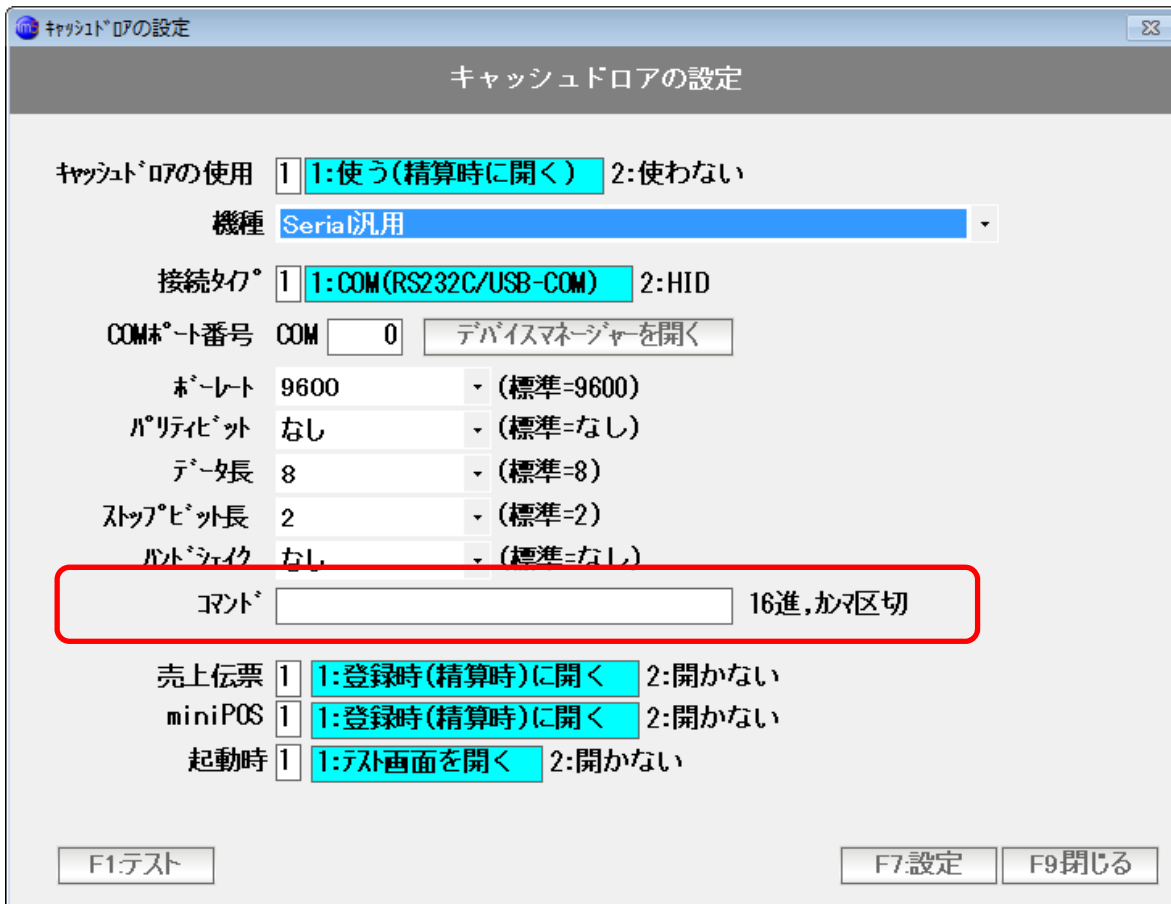 ｷｬｯｼｭﾄﾞﾛｱの設定
キャッシュドロアの設定
ｷｬｯｼｭﾄﾞﾛｱの使用 1 1:使う(精算時に開く) 2:使わない
機種 Serial汎用
接続ﾀｲﾌﾟ 1 1:COM(RS232C/USB-COM) 2:HID
COMﾎﾟｰﾄ番号 COM 0 デバイスマネージャーを開く
ﾎﾞｰﾚｰﾄ 9600 (標準=9600)
ﾊﾟﾘﾃｨﾋﾞｯﾄ なし (標準=なし)
ﾃﾞｰﾀ長 8 (標準=8)
ｽﾄｯﾌﾟﾋﾞｯﾄ長 2 (標準=2)
ﾊﾝﾄﾞｼｪｲｸ なし (標準=なし)
ｺﾏﾝﾄﾞ 16進,ｶﾝﾏ区切
売上伝票 1 1:登録時(精算時)に開く 2:開かない
miniPOS 1 1:登録時(精算時)に開く 2:開かない
起動時 1 1:ﾃｽﾄ画面を開く 2:開かない
F1:テスト F7:設定 F9:閉じる